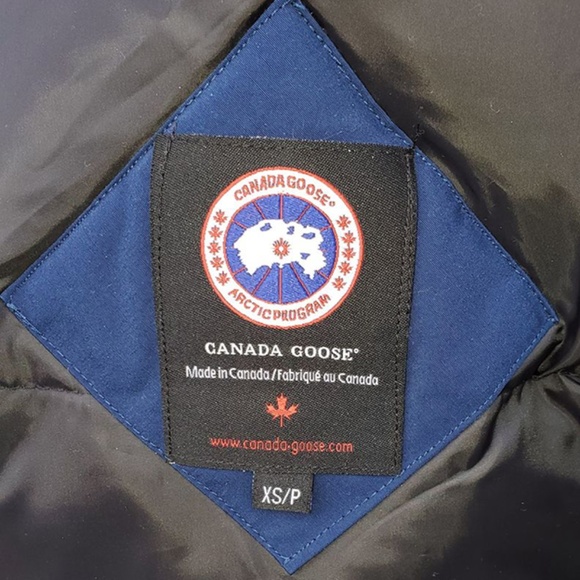 CANADA GOOSE®
ARCTIC PROGRAM
CANADA GOOSE®
Made in Canada/Fabriqué au Canada
www.canada-goose.com
XS/P